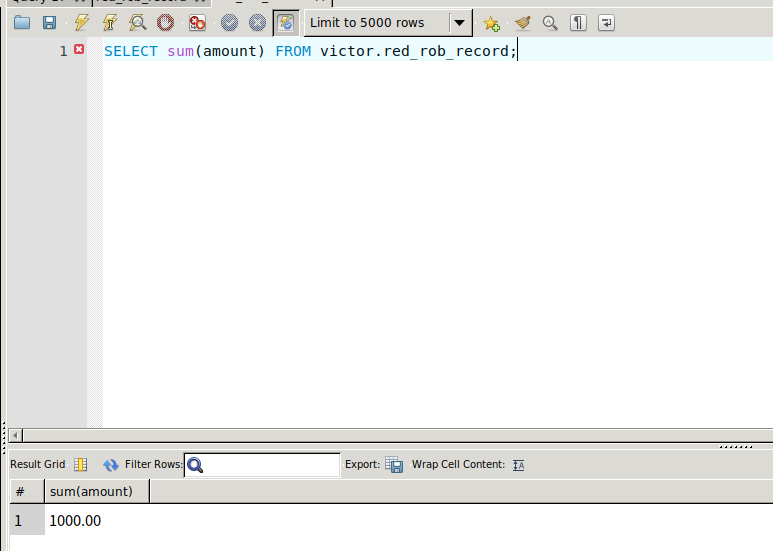 Limit to 5000 rows
1 SELECT sum(amount) FROM victor.red_rob_record;
Result Grid Filter Rows: Export: Wrap Cell Content:
# sum(amount)
1 1000.00